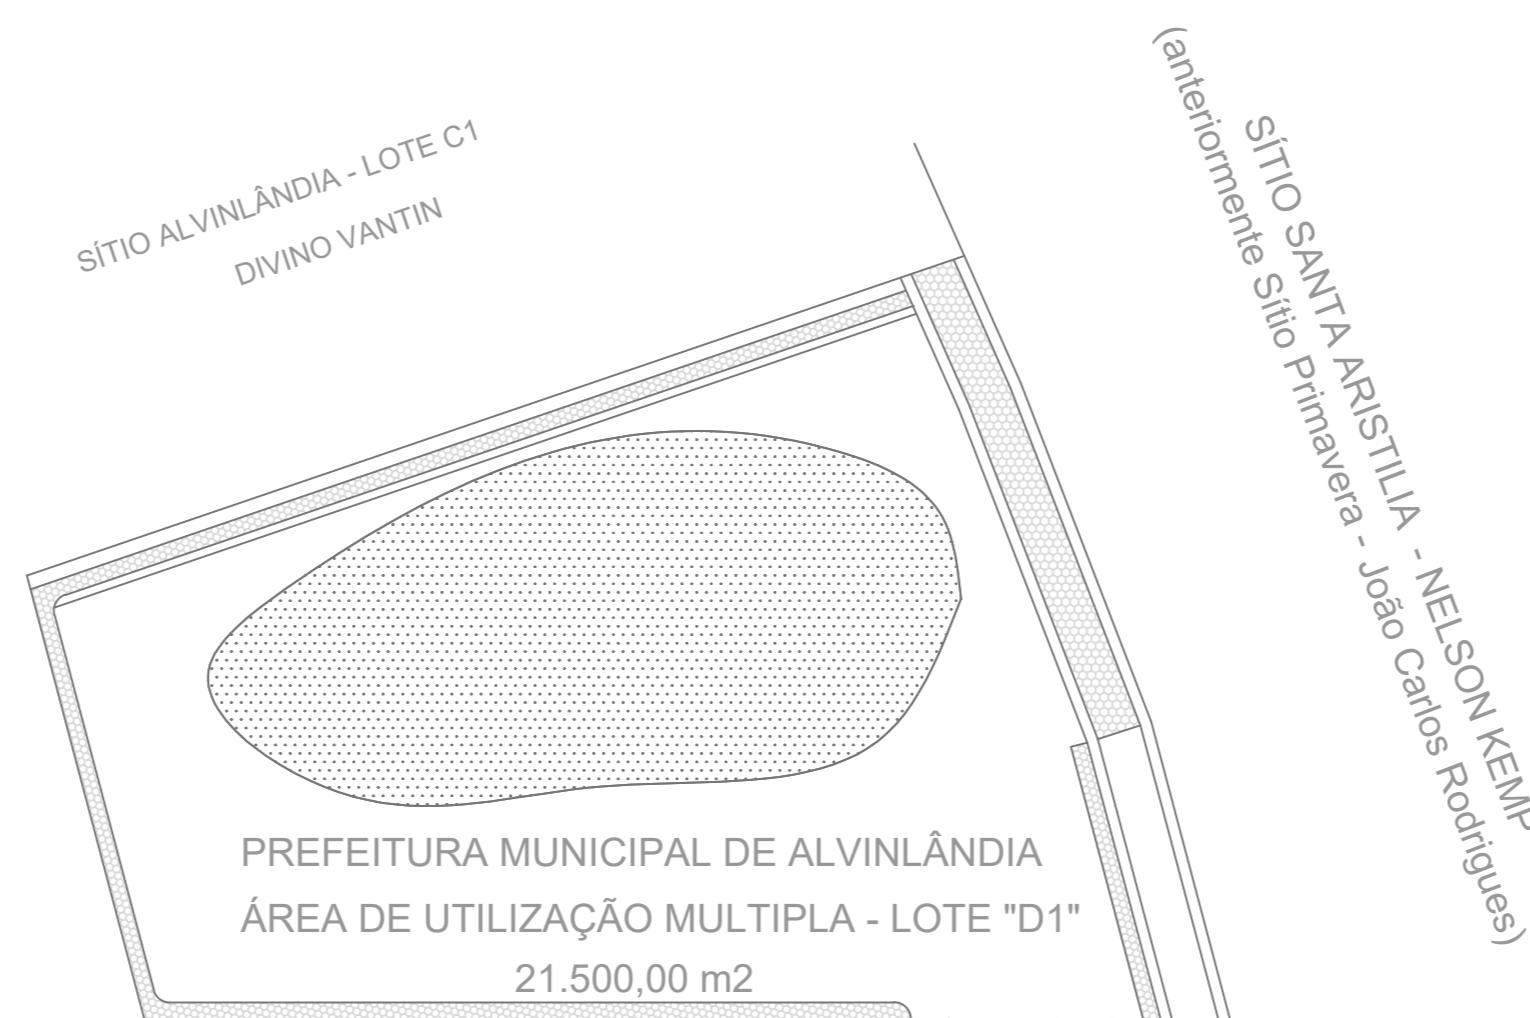 SÍTIO ALVINLÂNDIA - LOTE C1
DIVINO VANTIN
SÍTIO SANTA ARISTILIA - NELSON KEMP
(anteriormente Sítio Primavera - João Carlos Rodrigues)
PREFEITURA MUNICIPAL DE ALVINLÂNDIA
ÁREA DE UTILIZAÇÃO MULTIPLA - LOTE "D1"
21.500,00 m2